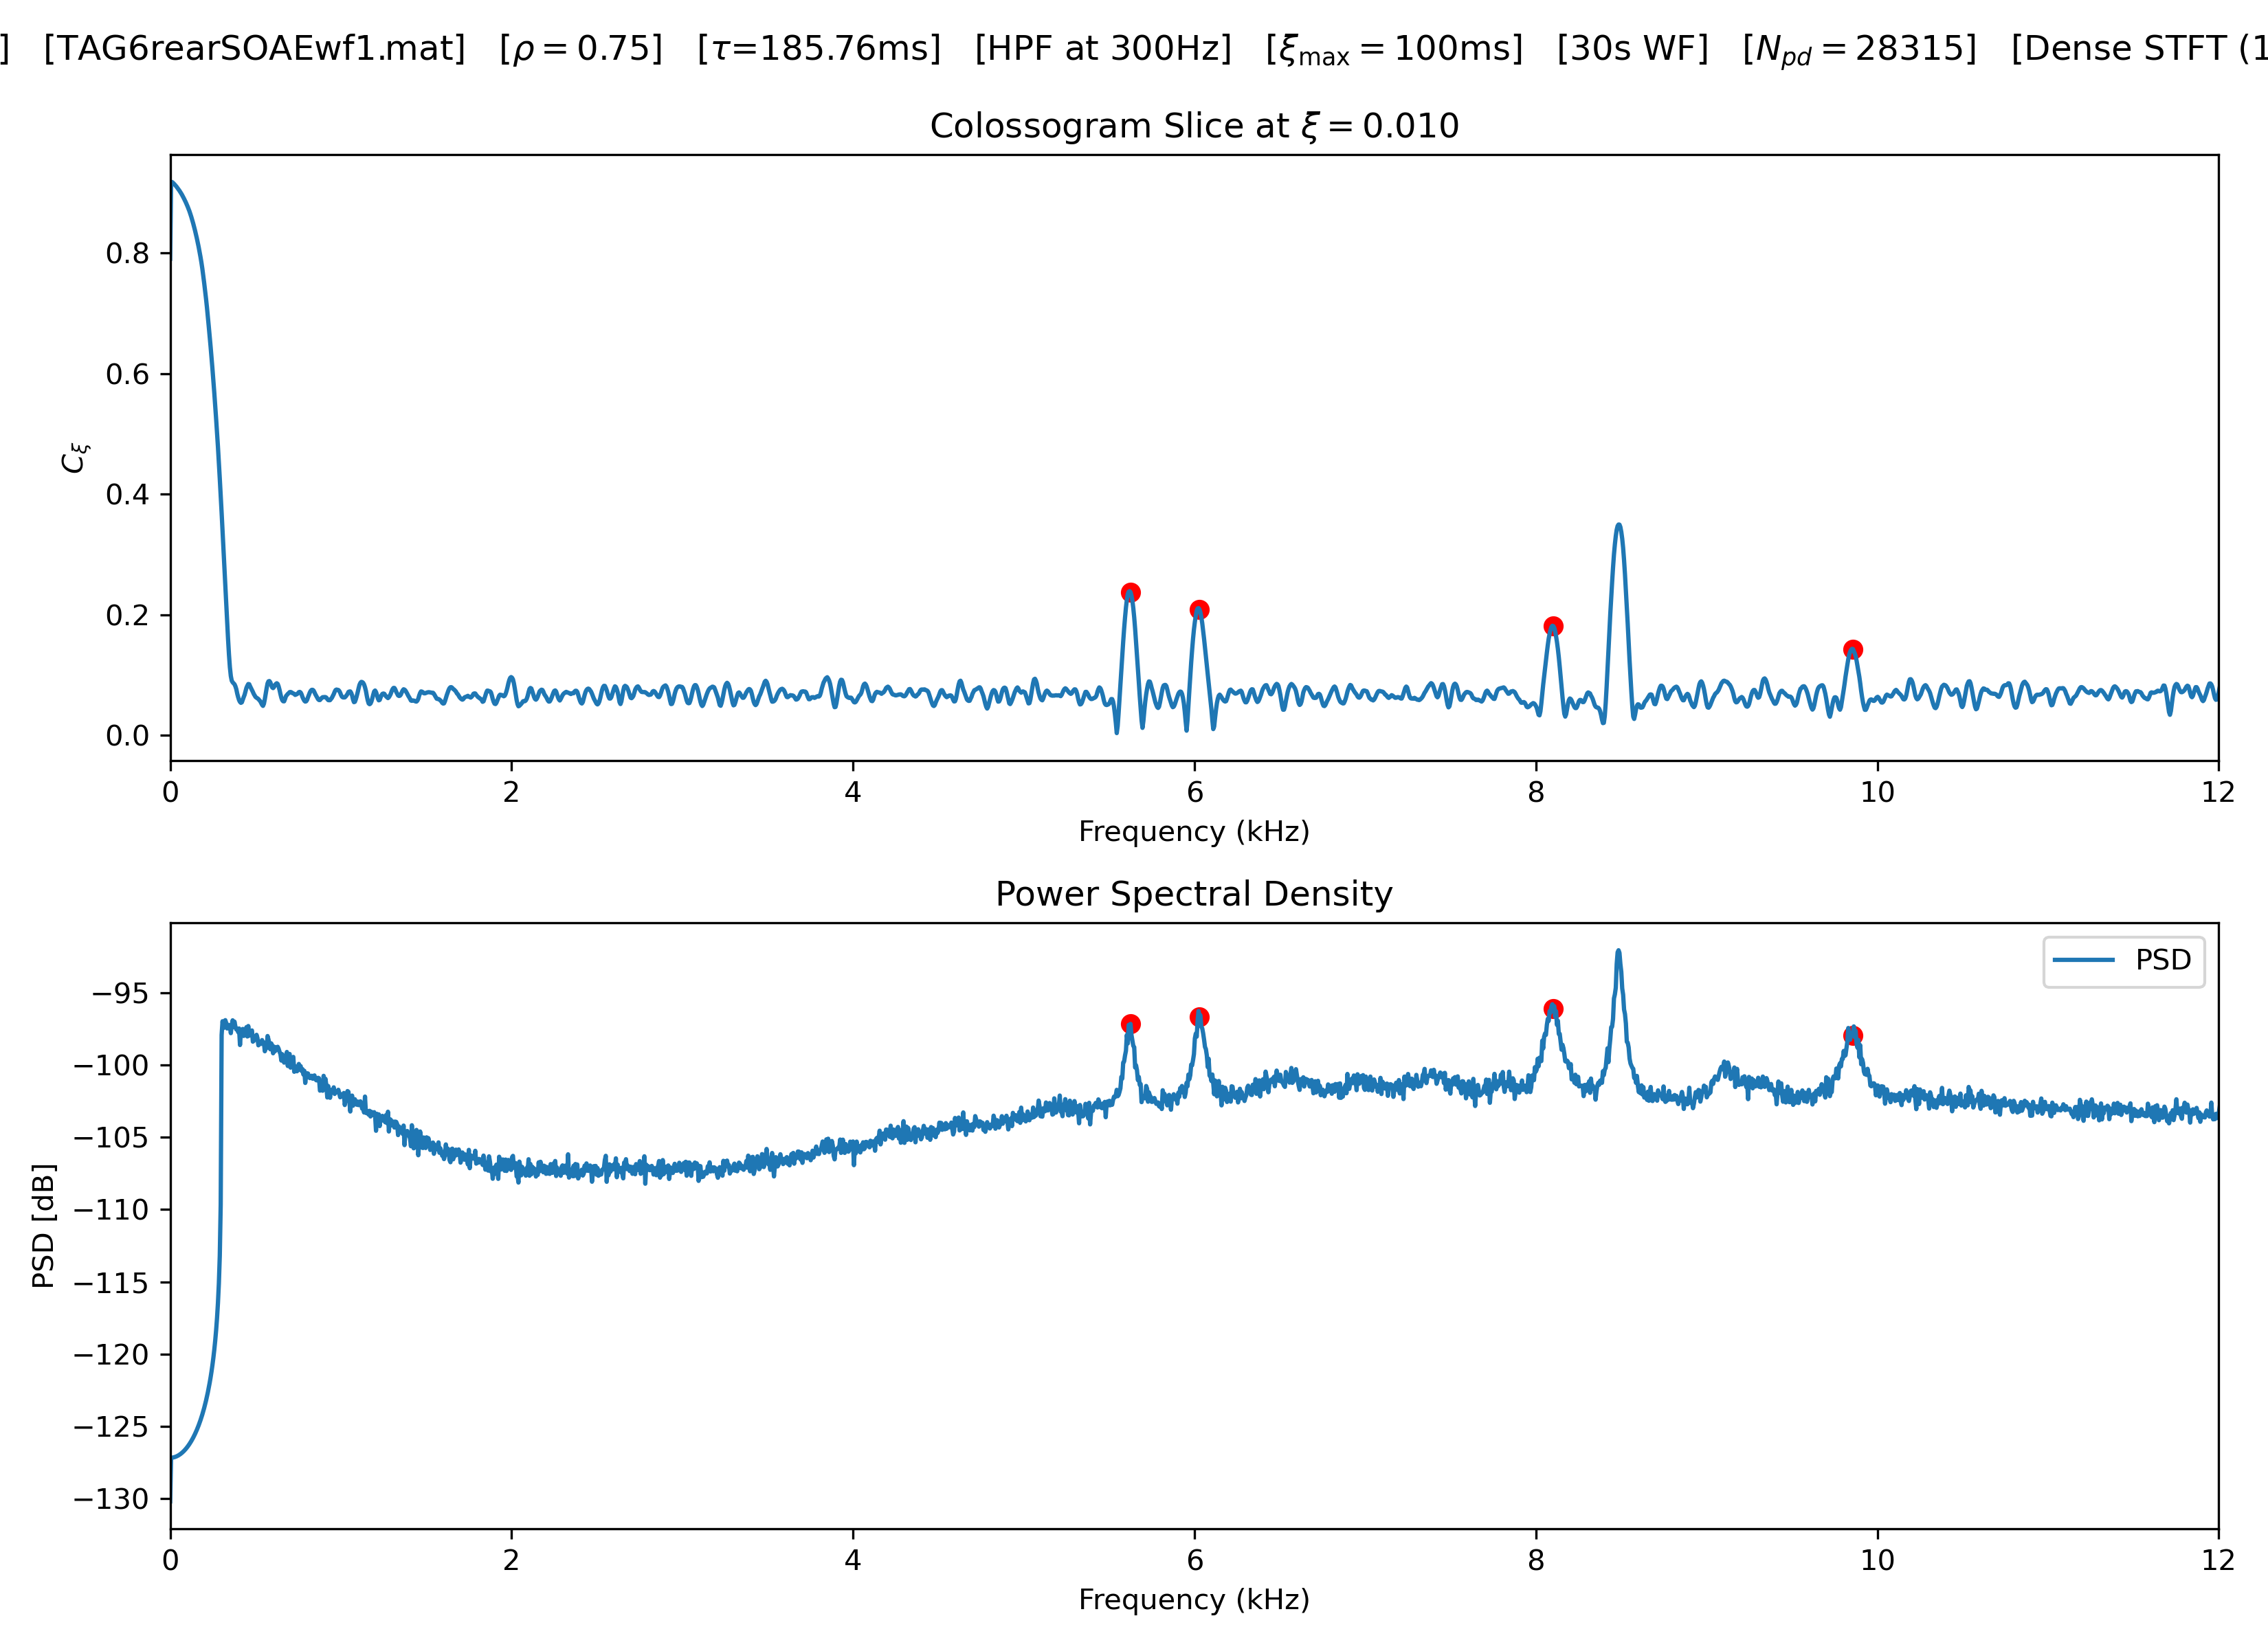 ] [TAG6rearSOAEwf1.mat] [ρ = 0.75] [τ=185.76ms] [HPF at 300Hz] [ξmax = 100ms] [30s WF] [Npd = 28315] [Dense STFT (1
Colossogram Slice at ξ = 0.010
Cξ
0.8
0.6
0.4
0.2
0.0
0 2 4 6 8 10 12
Frequency (kHz)
Power Spectral Density
PSD
PSD [dB]
−95
−100
−105
−110
−115
−120
−125
−130
0 2 4 6 8 10 12
Frequency (kHz)